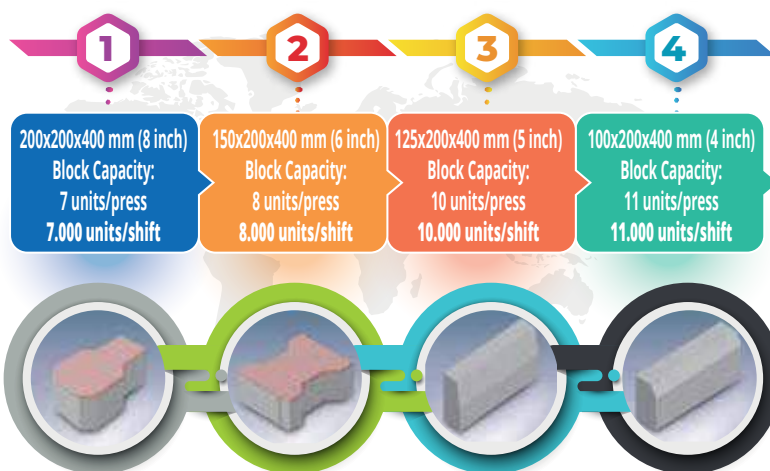 1
2
3
4
200x200x400 mm (8 inch)
Block Capacity:
7 units/press
7.000 units/shift
150x200x400 mm (6 inch)
Block Capacity:
8 units/press
8.000 units/shift
125x200x400 mm (5 inch)
Block Capacity:
10 units/press
10.000 units/shift
100x200x400 mm (4 inch)
Block Capacity:
11 units/press
11.000 units/shift